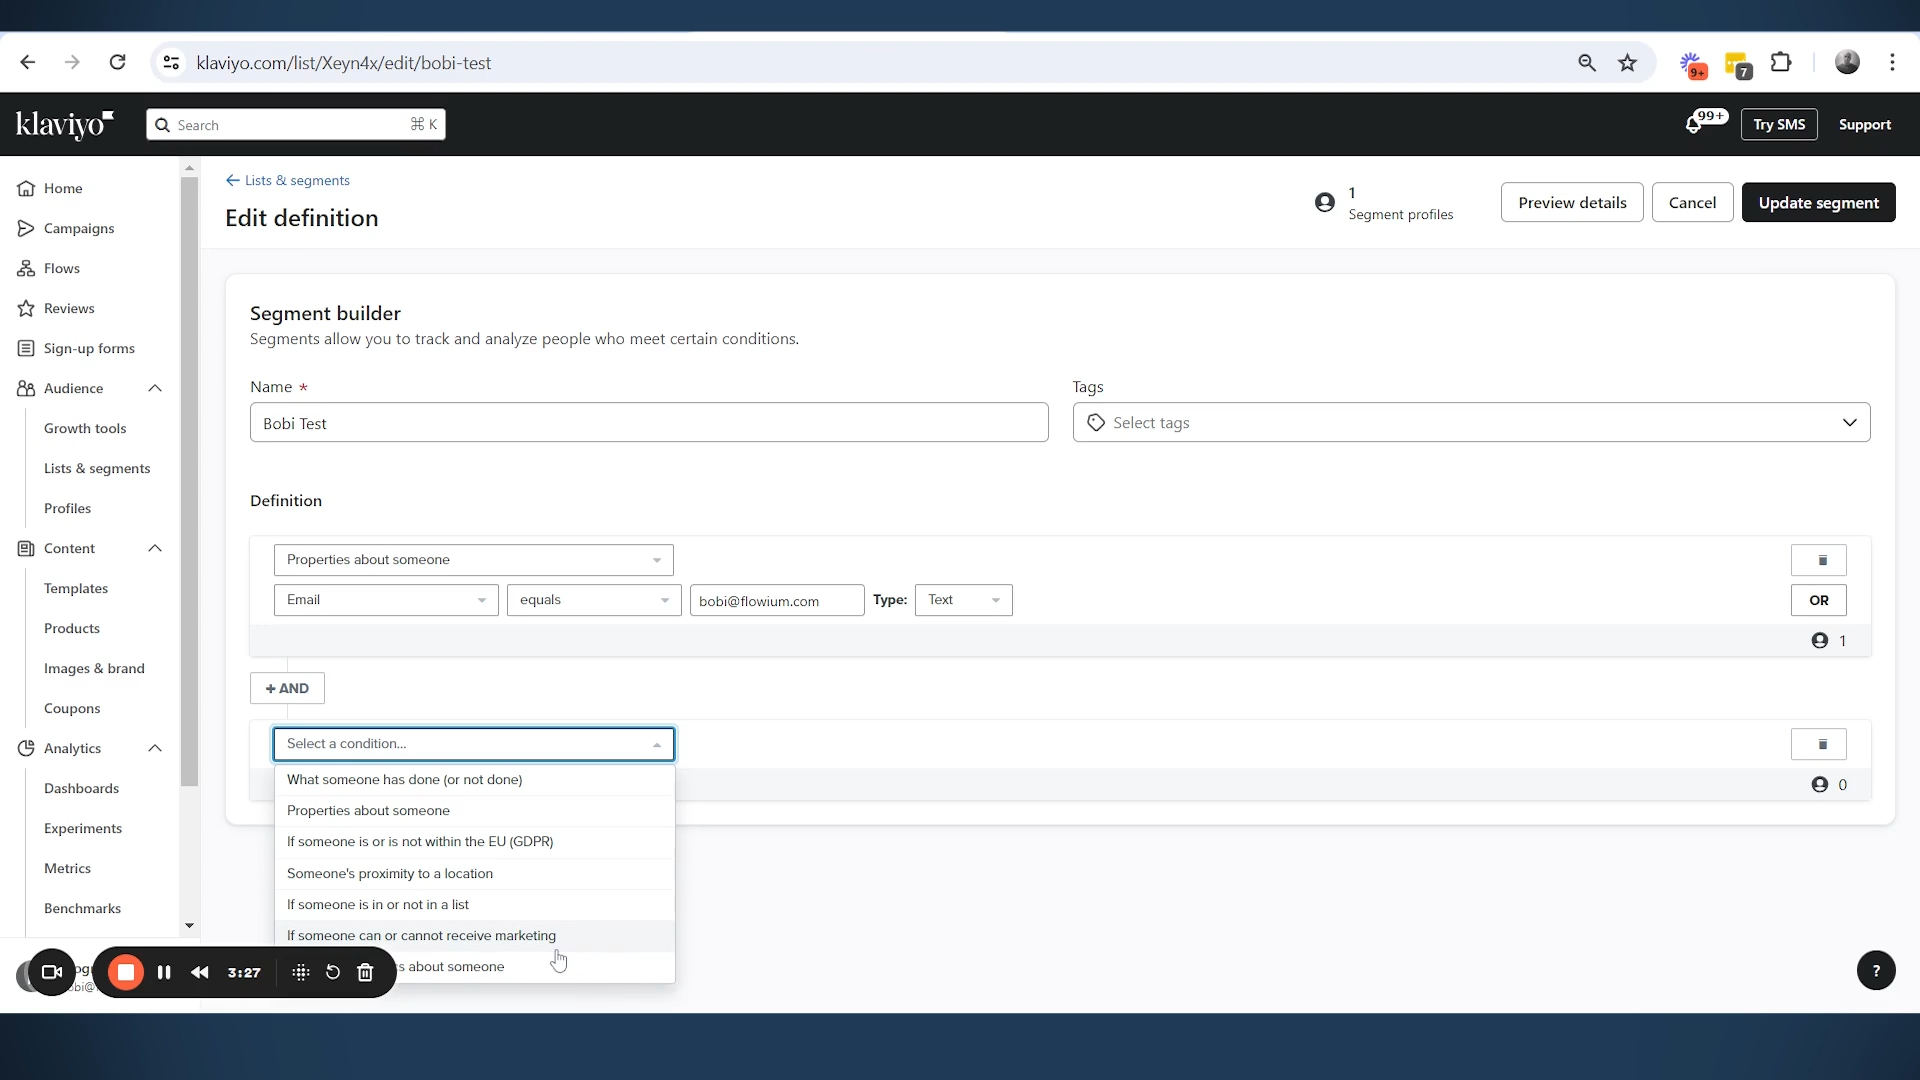 klaviyo.com/list/Xeyn4x/edit/bobi-test
9+
7
klaviyo
Search
⌘ K
99+
Try SMS
Support
Home
Campaigns
Flows
Reviews
Sign-up forms
Audience
Growth tools
Lists & segments
Profiles
Content
Templates
Products
Images & brand
Coupons
Analytics
Dashboards
Experiments
Metrics
Benchmarks
← Lists & segments
Edit definition
1
Segment profiles
Preview details
Cancel
Update segment
Segment builder
Segments allow you to track and analyze people who meet certain conditions.
Name *
Tags
Bobi Test
Select tags
Definition
Properties about someone
Email
equals
bobi@flowium.com
Type:
Text
OR
1
+ AND
Select a condition...
0
What someone has done (or not done)
Properties about someone
If someone is or is not within the EU (GDPR)
Someone's proximity to a location
If someone is in or not in a list
If someone can or cannot receive marketing
about someone
3:27
?